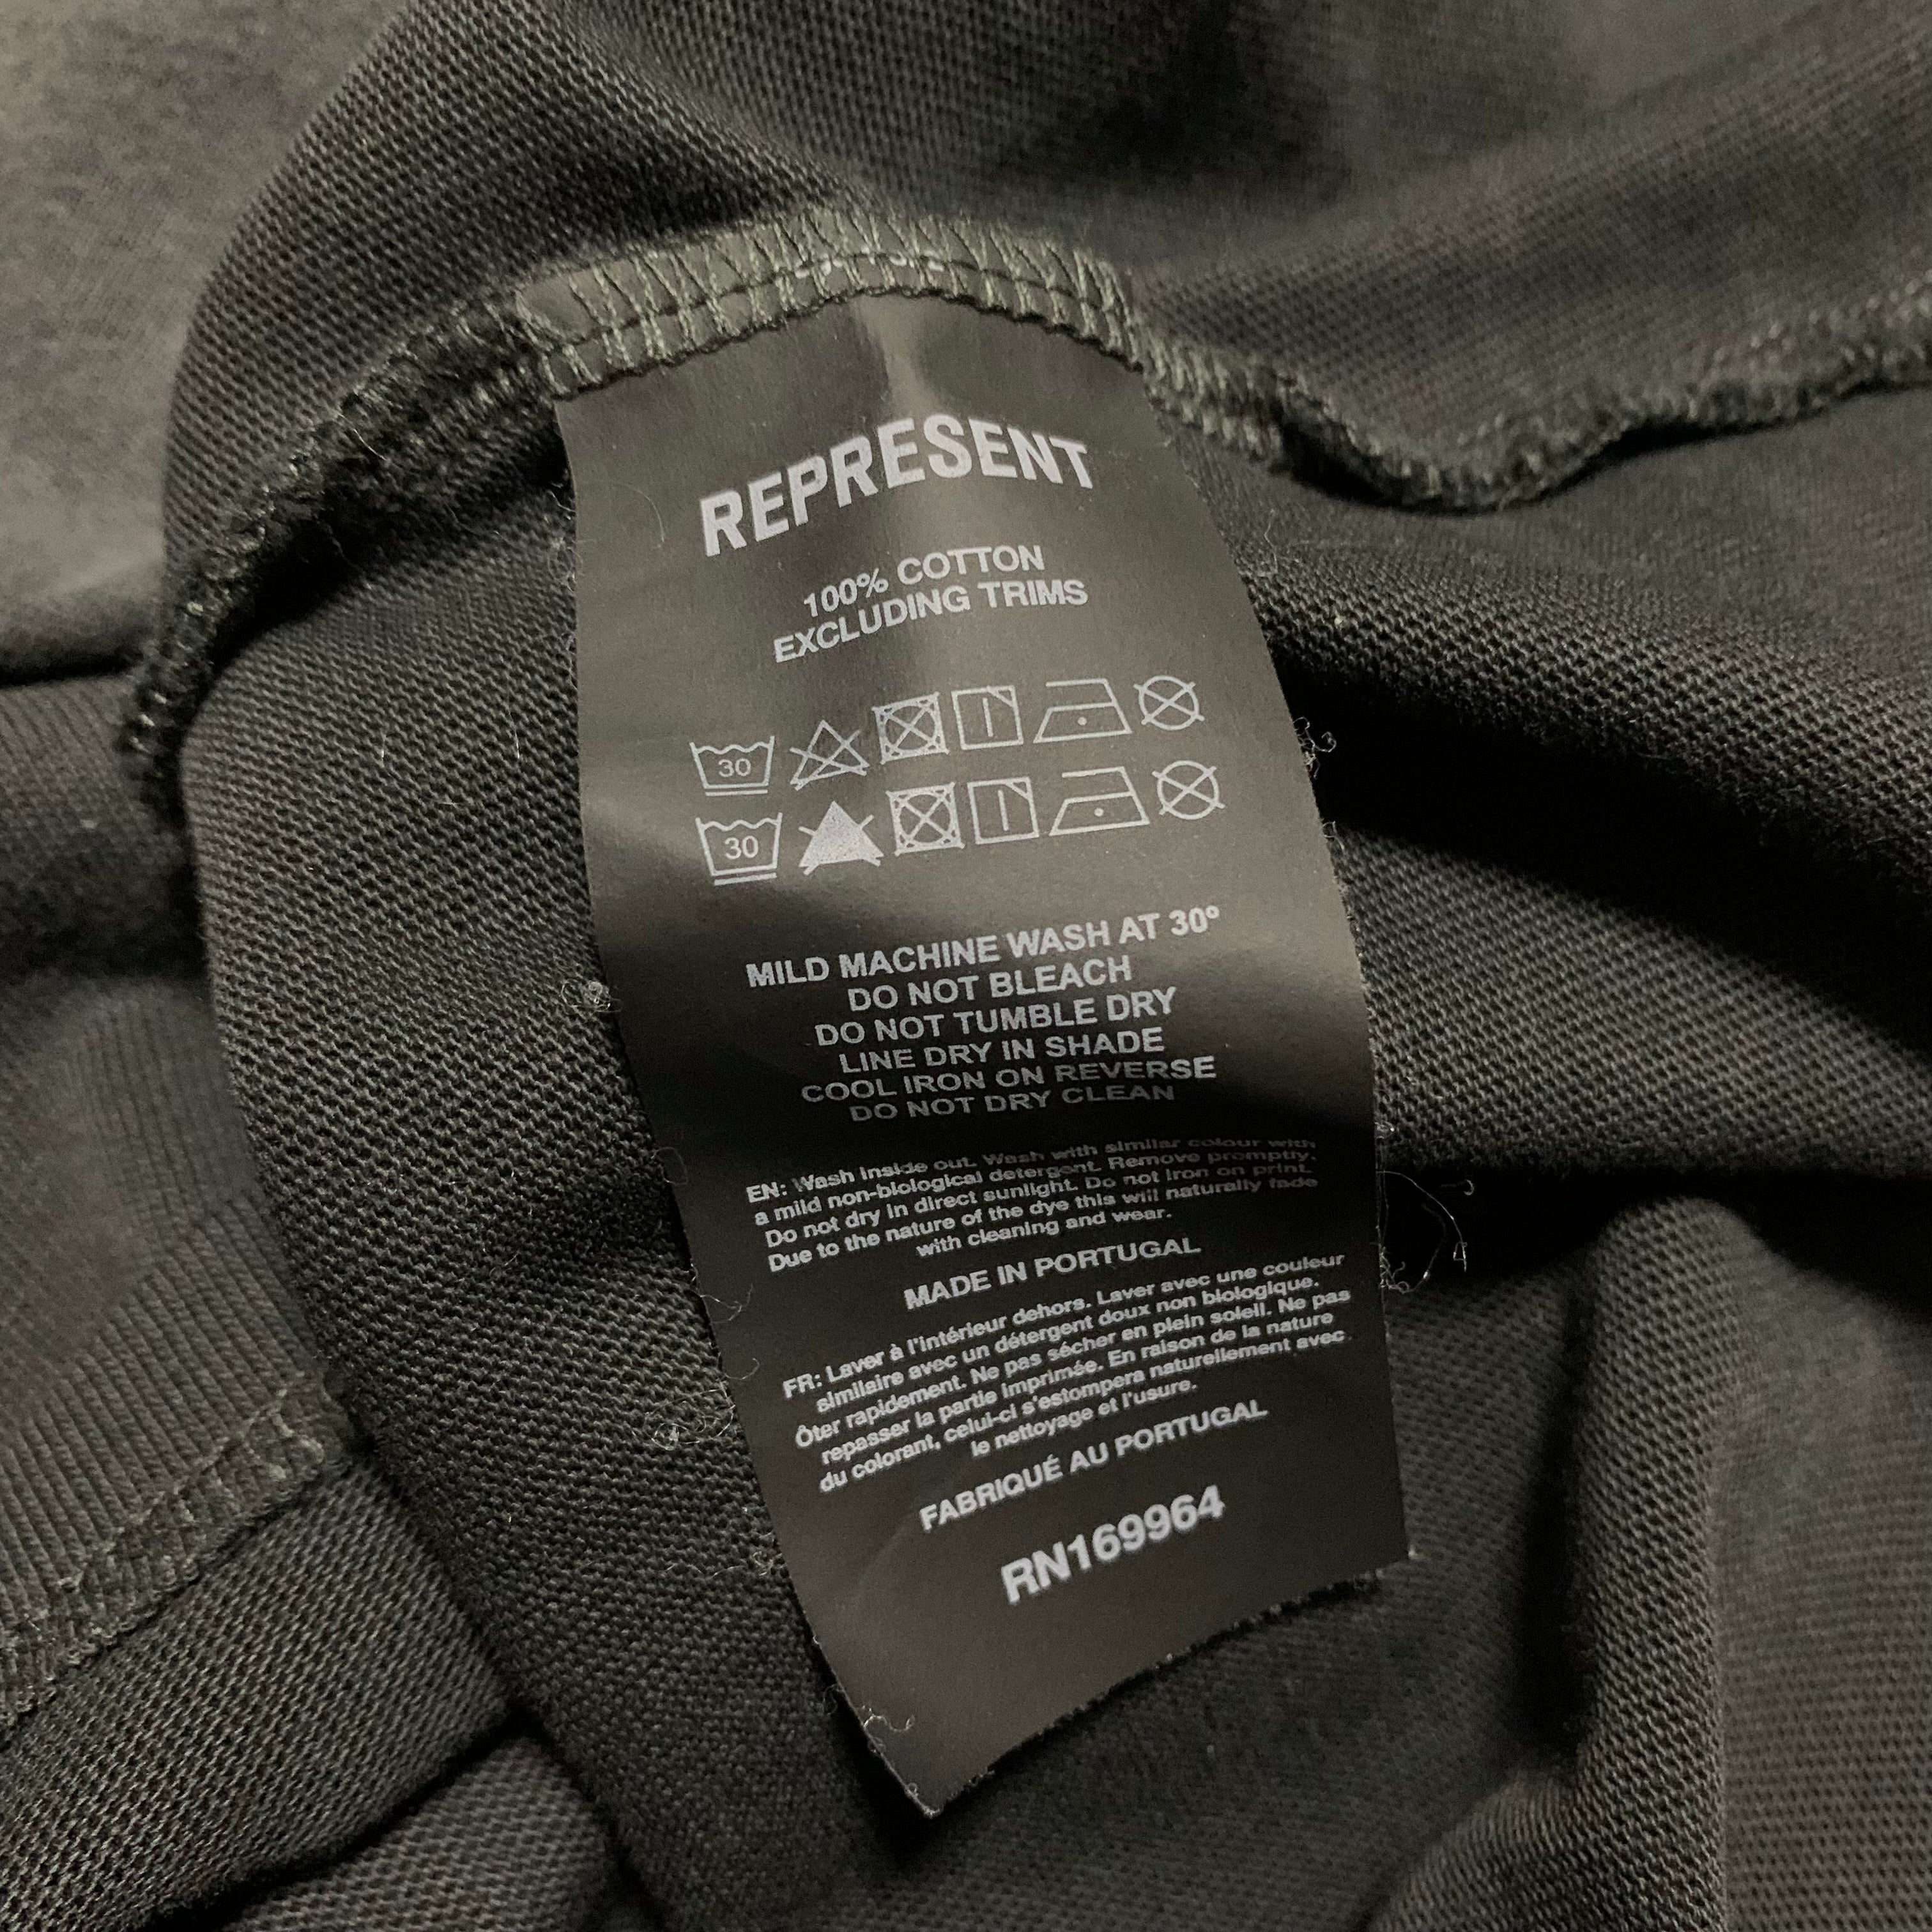 REPRESENT
100% COTTON
EXCLUDING TRIMS
30
30
MILD MACHINE WASH AT 30°
DO NOT BLEACH
DO NOT TUMBLE DRY
LINE DRY IN SHADE
COOL IRON ON REVERSE
DO NOT DRY CLEAN
EN: Wash inside out. Wash with similar colour with
a mild non-biological detergent. Remove promptly.
Do not dry in direct sunlight. Do not iron on print.
Due to the nature of the dye this will naturally fade
with cleaning and wear.
MADE IN PORTUGAL
FR: Laver à l'intérieur dehors. Laver avec une couleur
similaire avec un détergent doux non biologique.
Ôter rapidement. Ne pas sécher en plein soleil. Ne pas
repasser la partie imprimée. En raison de la nature
du colorant, celui-ci s'estompera naturellement avec
le nettoyage et l'usure.
FABRIQUÉ AU PORTUGAL
RN169964